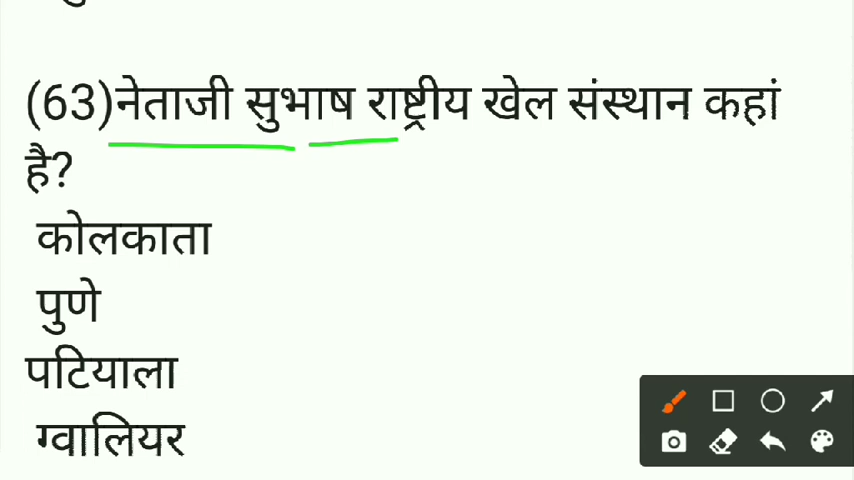 (63)नेताजी सुभाष राष्ट्रीय खेल संस्थान कहां
है?
कोलकाता
पुणे
पटियाला
ग्वालियर